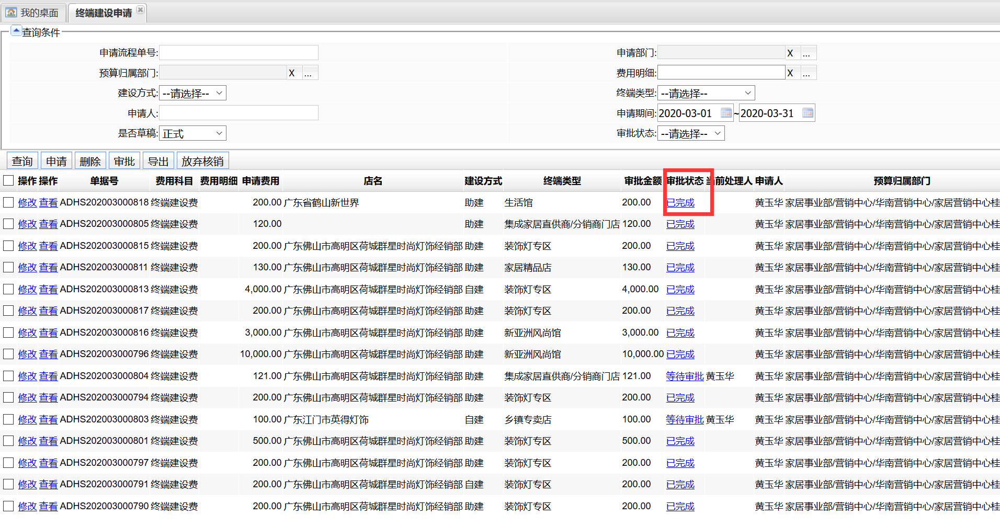 我的桌面 终端建设申请
查询条件
申请流程单号: 申请部门: X ...
预算归属部门: X ... 费用明细: X ...
建设方式: --请选择-- 终端类型: --请选择--
申请人: 申请期间: 2020-03-01 ~ 2020-03-31
是否草稿: 正式 审批状态: --请选择--
查询 申请 删除 审批 导出 放弃核销
操作 操作 单据号 费用科目 费用明细 申请费用 店名 建设方式 终端类型 审批金额 审批状态 当前处理人 申请人 预算归属部门
修改 查看 ADHS202003000818 终端建设费 200.00 广东省鹤山新世界 助建 生活馆 200.00 已完成 黄玉华 家居事业部/营销中心/华南营销中心/家居营销中心桂
修改 查看 ADHS202003000805 终端建设费 120.00 助建 集成家居直供商/分销商门店 120.00 已完成 黄玉华 家居事业部/营销中心/华南营销中心/家居营销中心桂
修改 查看 ADHS202003000815 终端建设费 200.00 广东佛山市高明区荷城群星时尚灯饰经销部 助建 装饰灯专区 200.00 已完成 黄玉华 家居事业部/营销中心/华南营销中心/家居营销中心桂
修改 查看 ADHS202003000811 终端建设费 130.00 广东佛山市高明区荷城群星时尚灯饰经销部 助建 家居精品店 130.00 已完成 黄玉华 家居事业部/营销中心/华南营销中心/家居营销中心桂
修改 查看 ADHS202003000813 终端建设费 4,000.00 广东佛山市高明区荷城群星时尚灯饰经销部 自建 装饰灯专区 4,000.00 已完成 黄玉华 家居事业部/营销中心/华南营销中心/家居营销中心桂
修改 查看 ADHS202003000817 终端建设费 200.00 广东佛山市高明区荷城群星时尚灯饰经销部 助建 装饰灯专区 200.00 已完成 黄玉华 家居事业部/营销中心/华南营销中心/家居营销中心桂
修改 查看 ADHS202003000816 终端建设费 3,000.00 广东佛山市高明区荷城群星时尚灯饰经销部 助建 新亚洲风尚馆 3,000.00 已完成 黄玉华 家居事业部/营销中心/华南营销中心/家居营销中心桂
修改 查看 ADHS202003000796 终端建设费 10,000.00 广东佛山市高明区荷城群星时尚灯饰经销部 助建 新亚洲风尚馆 10,000.00 已完成 黄玉华 家居事业部/营销中心/华南营销中心/家居营销中心桂
修改 查看 ADHS202003000804 终端建设费 121.00 广东佛山市高明区荷城群星时尚灯饰经销部 助建 集成家居直供商/分销商门店 121.00 等待审批 黄玉华 黄玉华 家居事业部/营销中心/华南营销中心/家居营销中心桂
修改 查看 ADHS202003000794 终端建设费 200.00 广东佛山市高明区荷城群星时尚灯饰经销部 助建 装饰灯专区 200.00 已完成 黄玉华 家居事业部/营销中心/华南营销中心/家居营销中心桂
修改 查看 ADHS202003000803 终端建设费 100.00 广东江门市英得灯饰 自建 乡镇专卖店 100.00 等待审批 黄玉华 黄玉华 家居事业部/营销中心/华南营销中心/家居营销中心桂
修改 查看 ADHS202003000801 终端建设费 500.00 广东佛山市高明区荷城群星时尚灯饰经销部 助建 装饰灯专区 500.00 已完成 黄玉华 家居事业部/营销中心/华南营销中心/家居营销中心桂
修改 查看 ADHS202003000797 终端建设费 200.00 广东佛山市高明区荷城群星时尚灯饰经销部 助建 装饰灯专区 200.00 已完成 黄玉华 家居事业部/营销中心/华南营销中心/家居营销中心桂
修改 查看 ADHS202003000791 终端建设费 200.00 广东佛山市高明区荷城群星时尚灯饰经销部 自建 装饰灯专区 200.00 已完成 黄玉华 家居事业部/营销中心/华南营销中心/家居营销中心桂
修改 查看 ADHS202003000790 终端建设费 200.00 广东佛山市高明区荷城群星时尚灯饰经销部 助建 装饰灯专区 200.00 已完成 黄玉华 家居事业部/营销中心/华南营销中心/家居营销中心桂